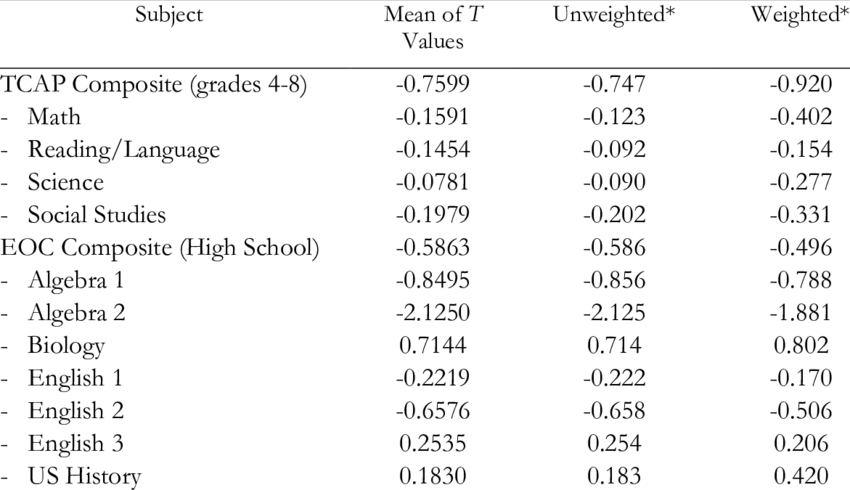 Subject Mean of T Values Unweighted* Weighted*
TCAP Composite (grades 4-8) -0.7599 -0.747 -0.920
- Math -0.1591 -0.123 -0.402
- Reading/Language -0.1454 -0.092 -0.154
- Science -0.0781 -0.090 -0.277
- Social Studies -0.1979 -0.202 -0.331
EOC Composite (High School) -0.5863 -0.586 -0.496
- Algebra 1 -0.8495 -0.856 -0.788
- Algebra 2 -2.1250 -2.125 -1.881
- Biology 0.7144 0.714 0.802
- English 1 -0.2219 -0.222 -0.170
- English 2 -0.6576 -0.658 -0.506
- English 3 0.2535 0.254 0.206
- US History 0.1830 0.183 0.420